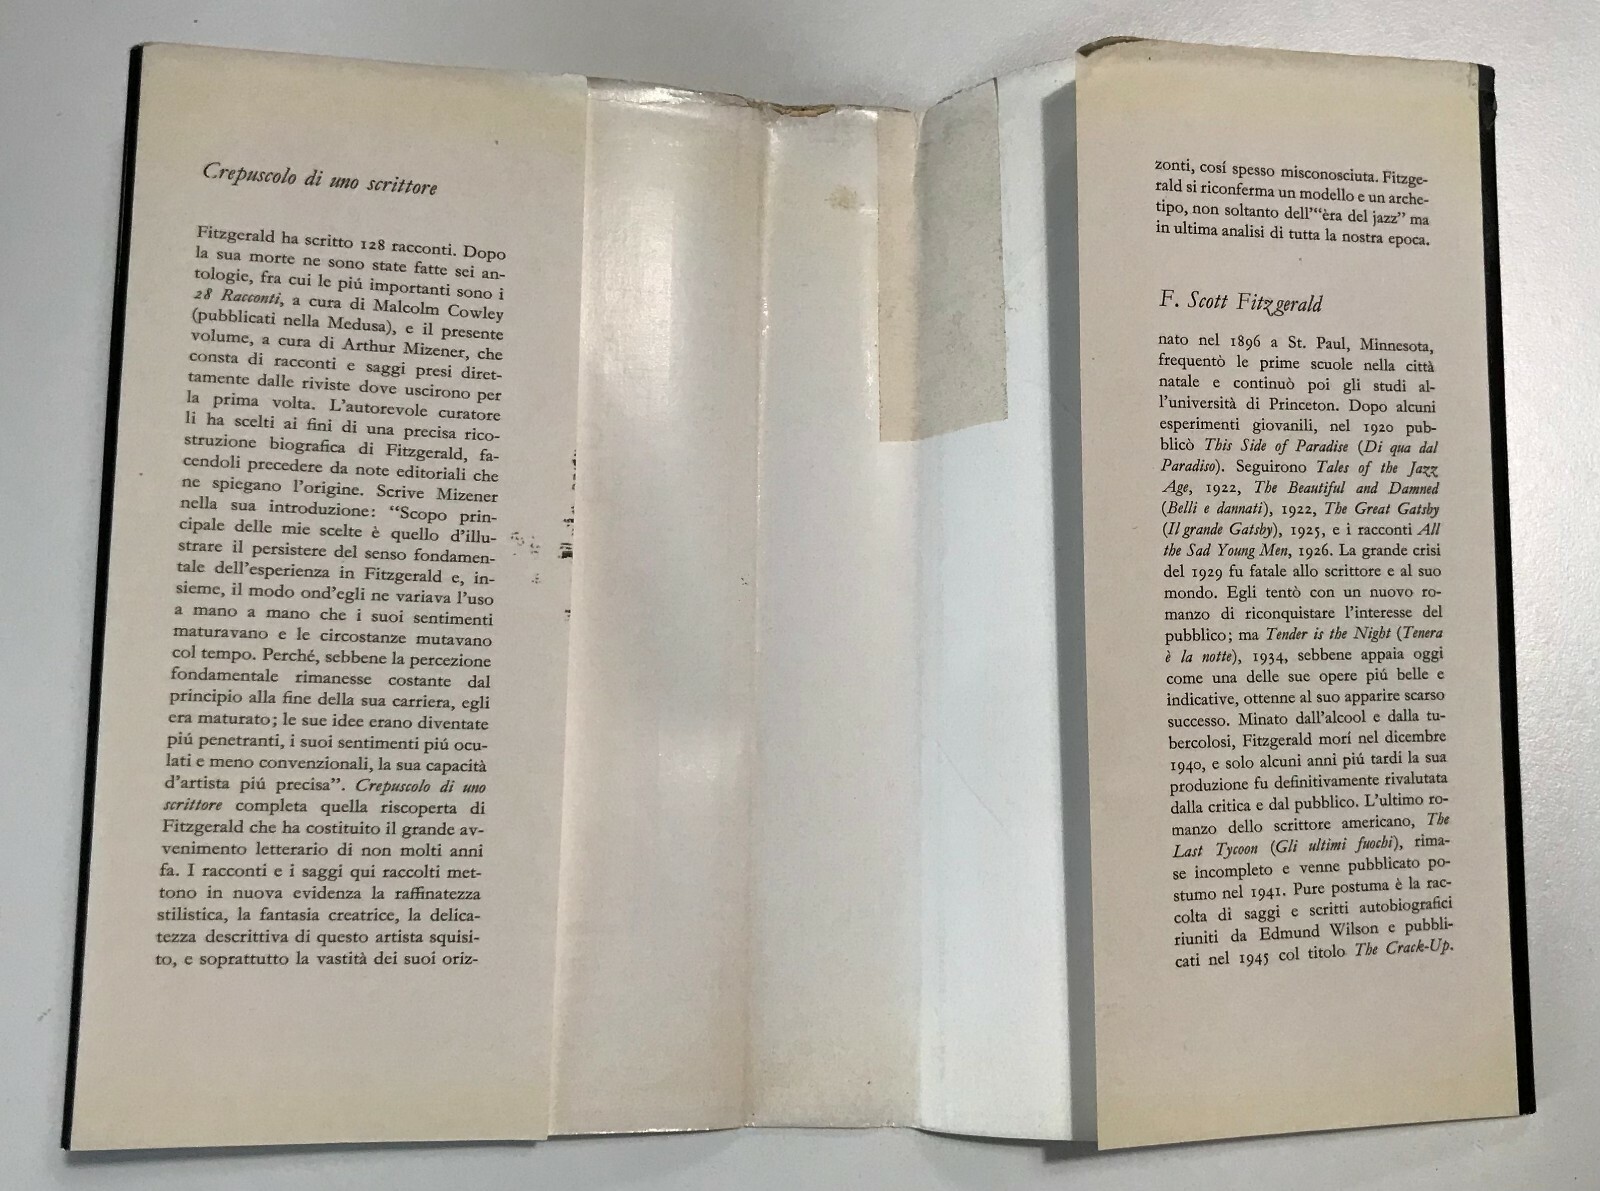 Crepuscolo di uno scrittore
Fitzgerald ha scritto 128 racconti. Dopo
la sua morte ne sono state fatte sei an-
tologie, fra cui le piú importanti sono i
28 Racconti, a cura di Malcolm Cowley
(pubblicati nella Medusa), e il presente
volume, a cura di Arthur Mizener, che
consta di racconti e saggi presi diret-
tamente dalle riviste dove uscirono per
la prima volta. L'autorevole curatore
li ha scelti ai fini di una precisa rico-
struzione biografica di Fitzgerald, fa-
cendoli precedere da note editoriali che
ne spiegano l'origine. Scrive Mizener
nella sua introduzione: “Scopo prin-
cipale delle mie scelte è quello d'illu-
strare il persistere del senso fondamen-
tale dell'esperienza in Fitzgerald e, in-
sieme, il modo ond'egli ne variava l'uso
a mano a mano che i suoi sentimenti
maturavano e le circostanze mutavano
col tempo. Perché, sebbene la percezione
fondamentale rimanesse costante dal
principio alla fine della sua carriera, egli
era maturato; le sue idee erano diventate
piú penetranti, i suoi sentimenti piú ocu-
lati e meno convenzionali, la sua capacità
d'artista piú precisa”. Crepuscolo di uno
scrittore completa quella riscoperta di
Fitzgerald che ha costituito il grande av-
venimento letterario di non molti anni
fa. I racconti e i saggi qui raccolti met-
tono in nuova evidenza la raffinatezza
stilistica, la fantasia creatrice, la delica-
tezza descrittiva di questo artista squisi-
to, e soprattutto la vastità dei suoi oriz-
zonti, cosí spesso misconosciuta. Fitzge-
rald si riconferma un modello e un arche-
tipo, non soltanto dell'“èra del jazz” ma
in ultima analisi di tutta la nostra epoca.
F. Scott Fitzgerald
nato nel 1896 a St. Paul, Minnesota,
frequentò le prime scuole nella città
natale e continuò poi gli studi al-
l'università di Princeton. Dopo alcuni
esperimenti giovanili, nel 1920 pub-
blicò This Side of Paradise (Di qua dal
Paradiso). Seguirono Tales of the Jazz
Age, 1922, The Beautiful and Damned
(Belli e dannati), 1922, The Great Gatsby
(Il grande Gatsby), 1925, e i racconti All
the Sad Young Men, 1926. La grande crisi
del 1929 fu fatale allo scrittore e al suo
mondo. Egli tentò con un nuovo ro-
manzo di riconquistare l'interesse del
pubblico; ma Tender is the Night (Tenera
è la notte), 1934, sebbene appaia oggi
come una delle sue opere piú belle e
indicative, ottenne al suo apparire scarso
successo. Minato dall'alcool e dalla tu-
bercolosi, Fitzgerald morí nel dicembre
1940, e solo alcuni anni piú tardi la sua
produzione fu definitivamente rivalutata
dalla critica e dal pubblico. L'ultimo ro-
manzo dello scrittore americano, The
Last Tycoon (Gli ultimi fuochi), rima-
se incompleto e venne pubblicato po-
stumo nel 1941. Pure postuma è la rac-
colta di saggi e scritti autobiografici
riuniti da Edmund Wilson e pubbli-
cati nel 1945 col titolo The Crack-Up.